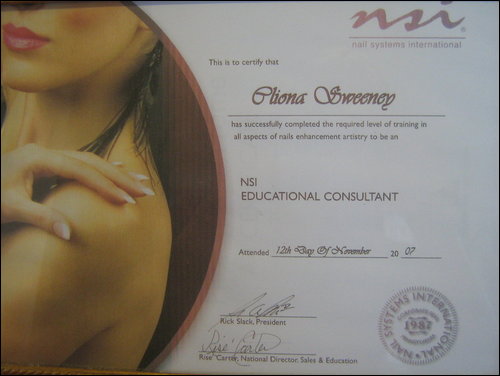 nsi
nail systems international
This is to certify that
Cliona Sweeney
has successfully completed the required level of training in
all aspects of nails enhancement artistry to be an
NSI
EDUCATIONAL CONSULTANT
Attended 12th Day Of November 20 07
Rick Slack, President
Rise' Carter
Rise' Carter, National Director, Sales & Education
NAIL SYSTEMS INTERNATIONAL
1987